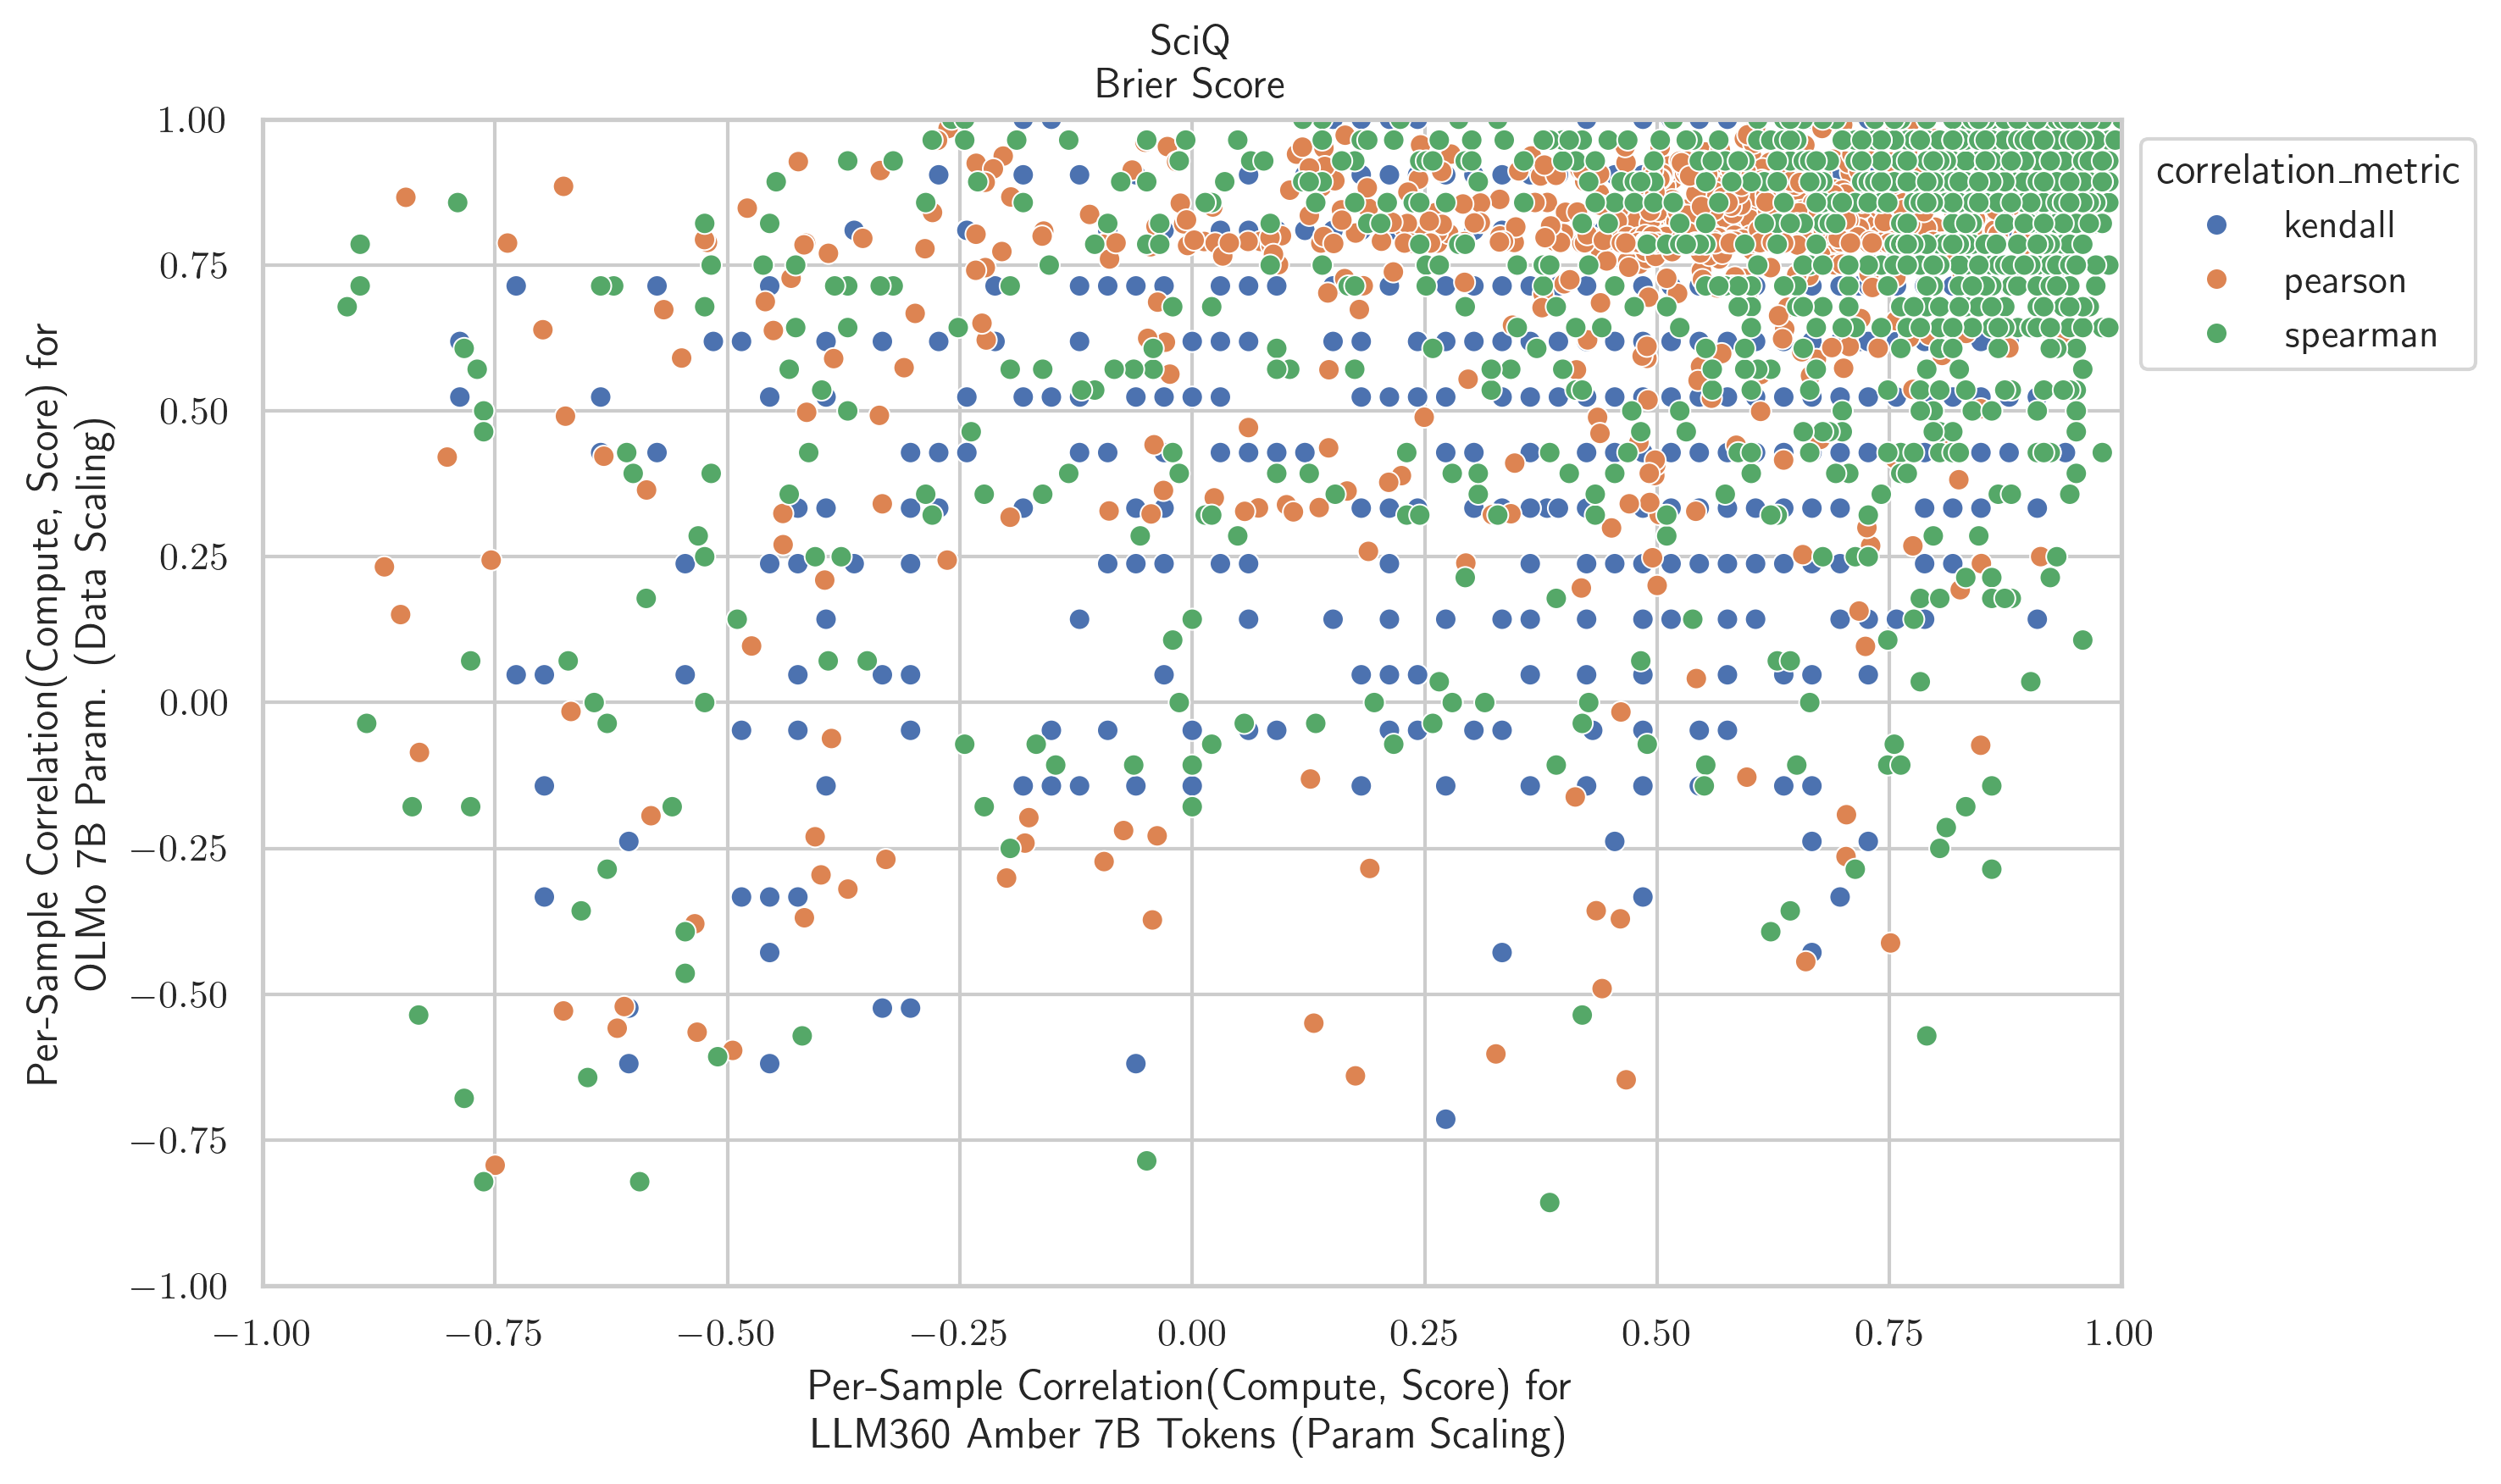 SciQ
Brier Score
1.00
0.75
0.50
0.25
0.00
−0.25
−0.50
−0.75
−1.00
Per-Sample Correlation(Compute, Score) for
OLMo 7B Param. (Data Scaling)
−1.00 −0.75 −0.50 −0.25 0.00 0.25 0.50 0.75 1.00
Per-Sample Correlation(Compute, Score) for
LLM360 Amber 7B Tokens (Param Scaling)
correlation_metric
kendall
pearson
spearman